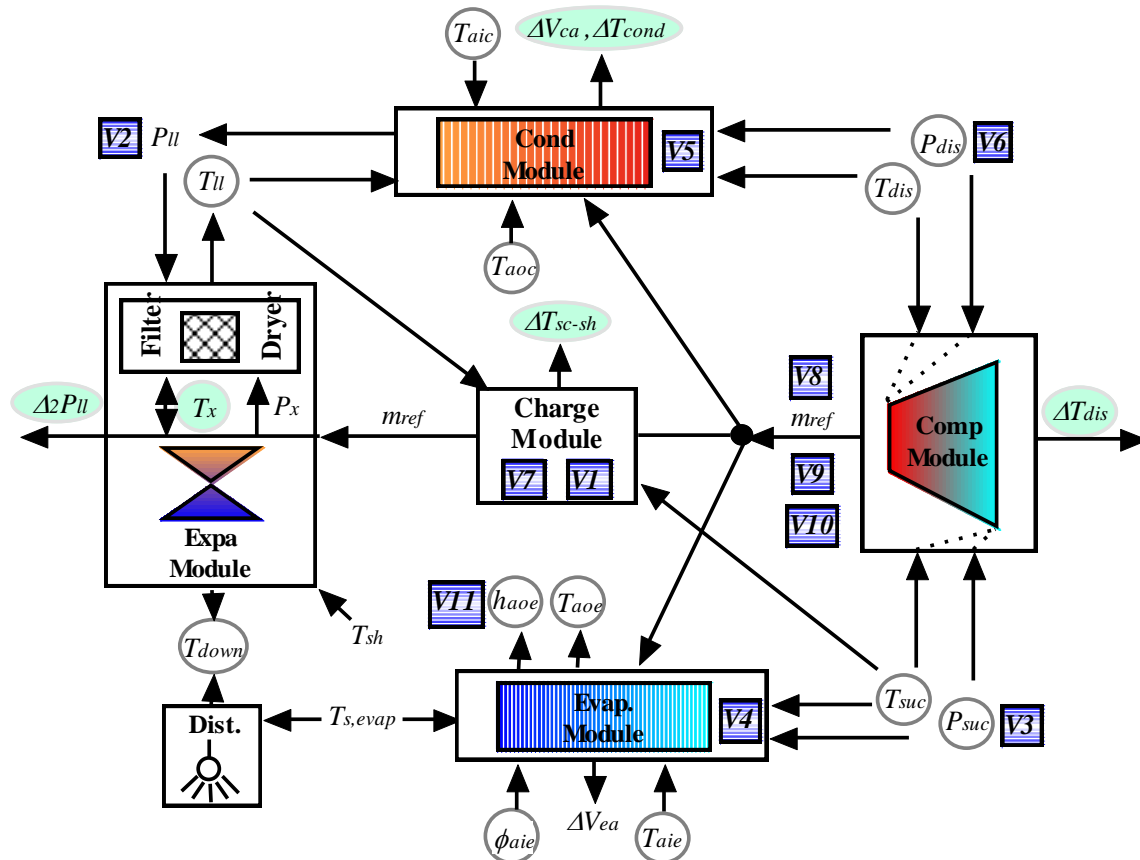 Taic
ΔVca , ΔTcond
V2 Pll
Cond
Module
V5
Pdis V6
Tll
Tdis
Taoc
Filter
Dryer
ΔTsc-sh
Δ2Pll
Tx
Px
mref
Charge
Module
V7 V1
V8
mref
V9
V10
Comp
Module
ΔTdis
Expa
Module
V11 haoe Taoe
Tsh
Tdown
Tsuc
Psuc V3
Dist.
Ts,evap
Evap.
Module
V4
ϕaie
ΔVea
Taie